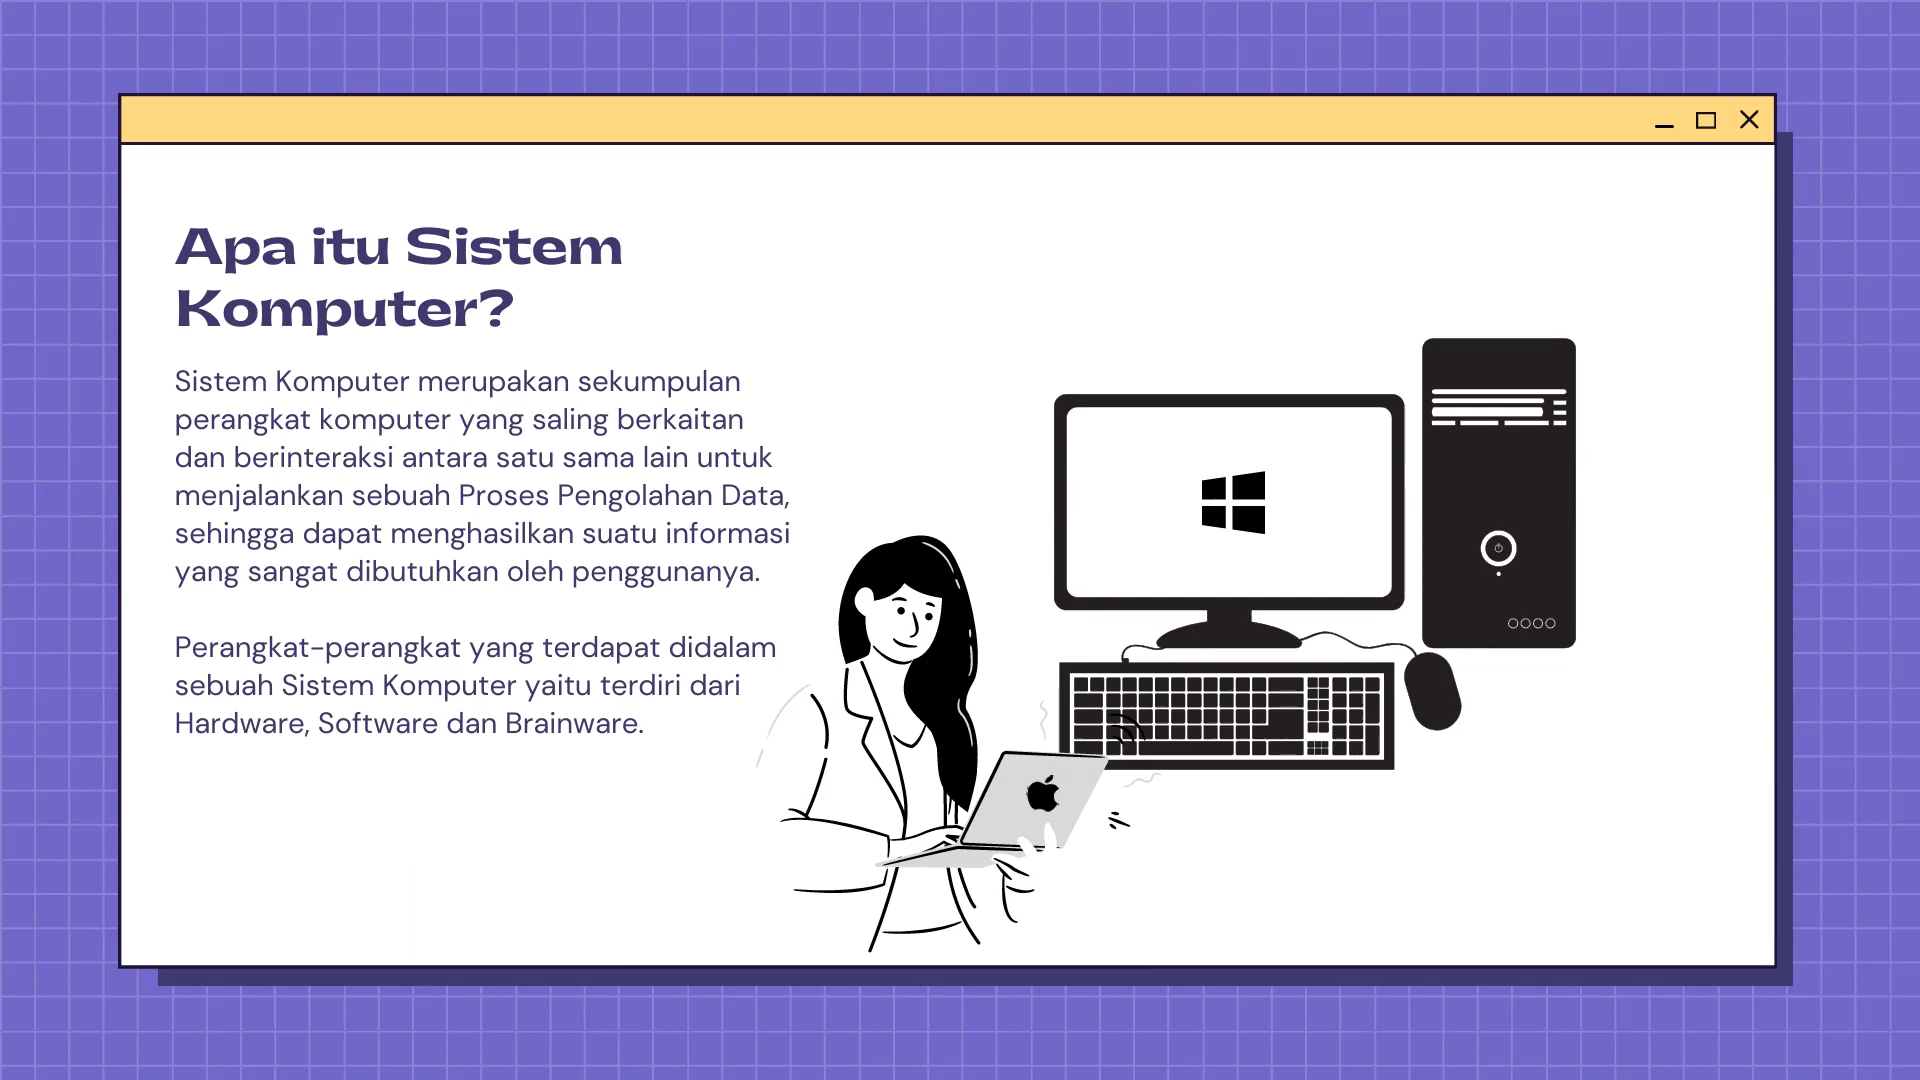 Apa itu Sistem
Komputer?
Sistem Komputer merupakan sekumpulan
perangkat komputer yang saling berkaitan
dan berinteraksi antara satu sama lain untuk
menjalankan sebuah Proses Pengolahan Data,
sehingga dapat menghasilkan suatu informasi
yang sangat dibutuhkan oleh penggunanya.
Perangkat-perangkat yang terdapat didalam
sebuah Sistem Komputer yaitu terdiri dari
Hardware, Software dan Brainware.